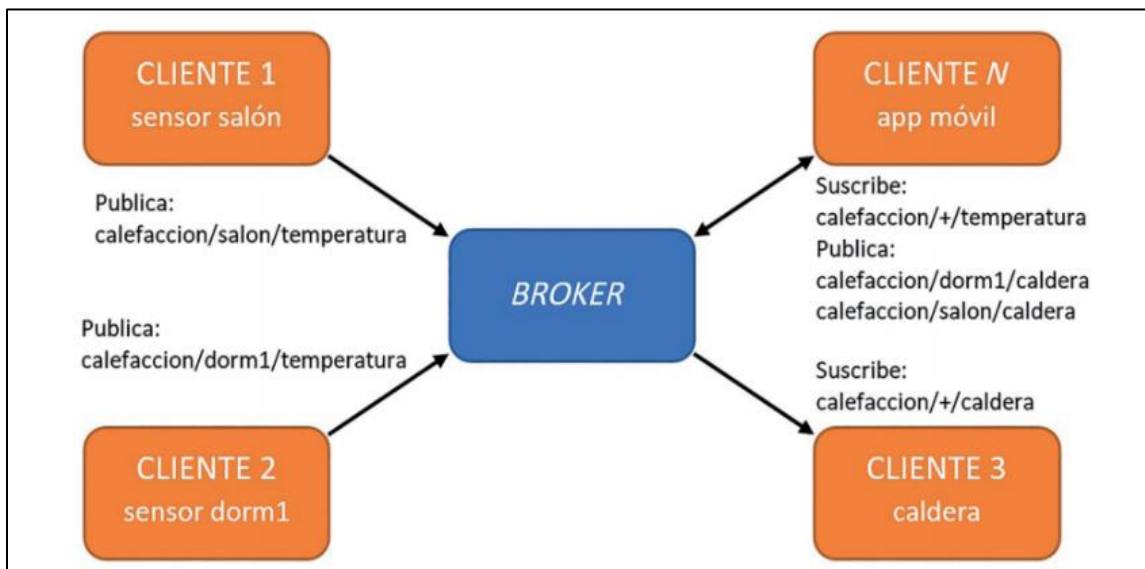 CLIENTE 1
sensor salón
CLIENTE N
app móvil
Publica:
calefaccion/salon/temperatura
Suscribe:
calefaccion/+/temperatura
Publica:
calefaccion/dorm1/caldera
calefaccion/salon/caldera
BROKER
Publica:
calefaccion/dorm1/temperatura
Suscribe:
calefaccion/+/caldera
CLIENTE 2
sensor dorm1
CLIENTE 3
caldera